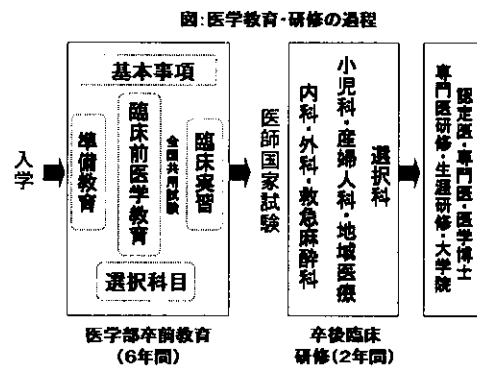 図:医学教育・研修の過程
入学
基本事項
準備教育
臨床前医学教育
全国共用試験
臨床実習
選択科目
医学部卒前教育
(6年間)
医師国家試験
内科・外科・救急麻酔科
小児科・産婦人科・地域医療
選択科
卒後臨床
研修(2年間)
専門医研修・生涯研修・大学院
認定医・専門医・医学博士